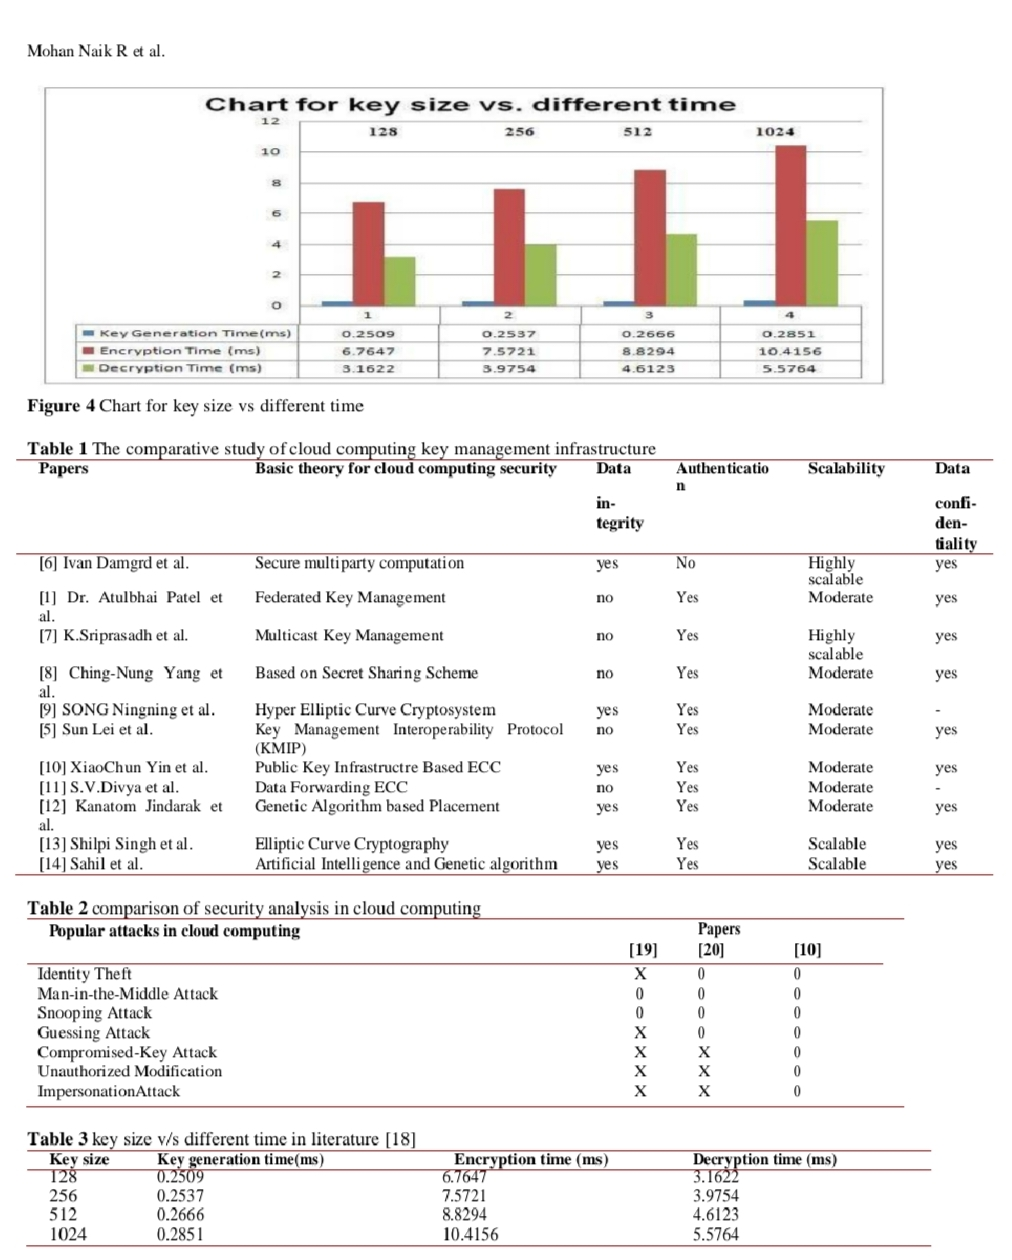 Mohan Naik R et al.
Chart for key size vs. different time
12
128 256 512 1024
10
8
6
4
2
0
1 2 3 4
Key Generation Time(ms) 0.2509 0.2537 0.2666 0.2851
Encryption Time (ms) 6.7647 7.5721 8.8294 10.4156
Decryption Time (ms) 3.1622 3.9754 4.6123 5.5764
Figure 4 Chart for key size vs different time
Table 1 The comparative study of cloud computing key management infrastructure
Papers Basic theory for cloud computing security Data Authenticatio Scalability Data
n
in- confi-
tegrity den-
tiality
[6] Ivan Damgrd et al. Secure multiparty computation yes No Highly yes
scalable
[1] Dr. Atulbhai Patel et Federated Key Management no Yes Moderate yes
al.
[7] K.Sriprasadh et al. Multicast Key Management no Yes Highly yes
scalable
[8] Ching-Nung Yang et Based on Secret Sharing Scheme no Yes Moderate yes
al.
[9] SONG Ningning et al. Hyper Elliptic Curve Cryptosystem yes Yes Moderate -
[5] Sun Lei et al. Key Management Interoperability Protocol no Yes Moderate yes
(KMIP)
[10] XiaoChun Yin et al. Public Key Infrastructre Based ECC yes Yes Moderate yes
[11] S.V.Divya et al. Data Forwarding ECC no Yes Moderate -
[12] Kanatom Jindarak et Genetic Algorithm based Placement yes Yes Moderate yes
al.
[13] Shilpi Singh et al. Elliptic Curve Cryptography yes Yes Scalable yes
[14] Sahil et al. Artificial Intelligence and Genetic algorithm yes Yes Scalable yes
Table 2 comparison of security analysis in cloud computing
Popular attacks in cloud computing Papers
[19] [20] [10]
Identity Theft X 0 0
Man-in-the-Middle Attack 0 0 0
Snooping Attack 0 0 0
Guessing Attack X 0 0
Compromised-Key Attack X X 0
Unauthorized Modification X X 0
ImpersonationAttack X X 0
Table 3 key size v/s different time in literature [18]
Key size Key generation time(ms) Encryption time (ms) Decryption time (ms)
128 0.2509 6.7647 3.1622
256 0.2537 7.5721 3.9754
512 0.2666 8.8294 4.6123
1024 0.2851 10.4156 5.5764